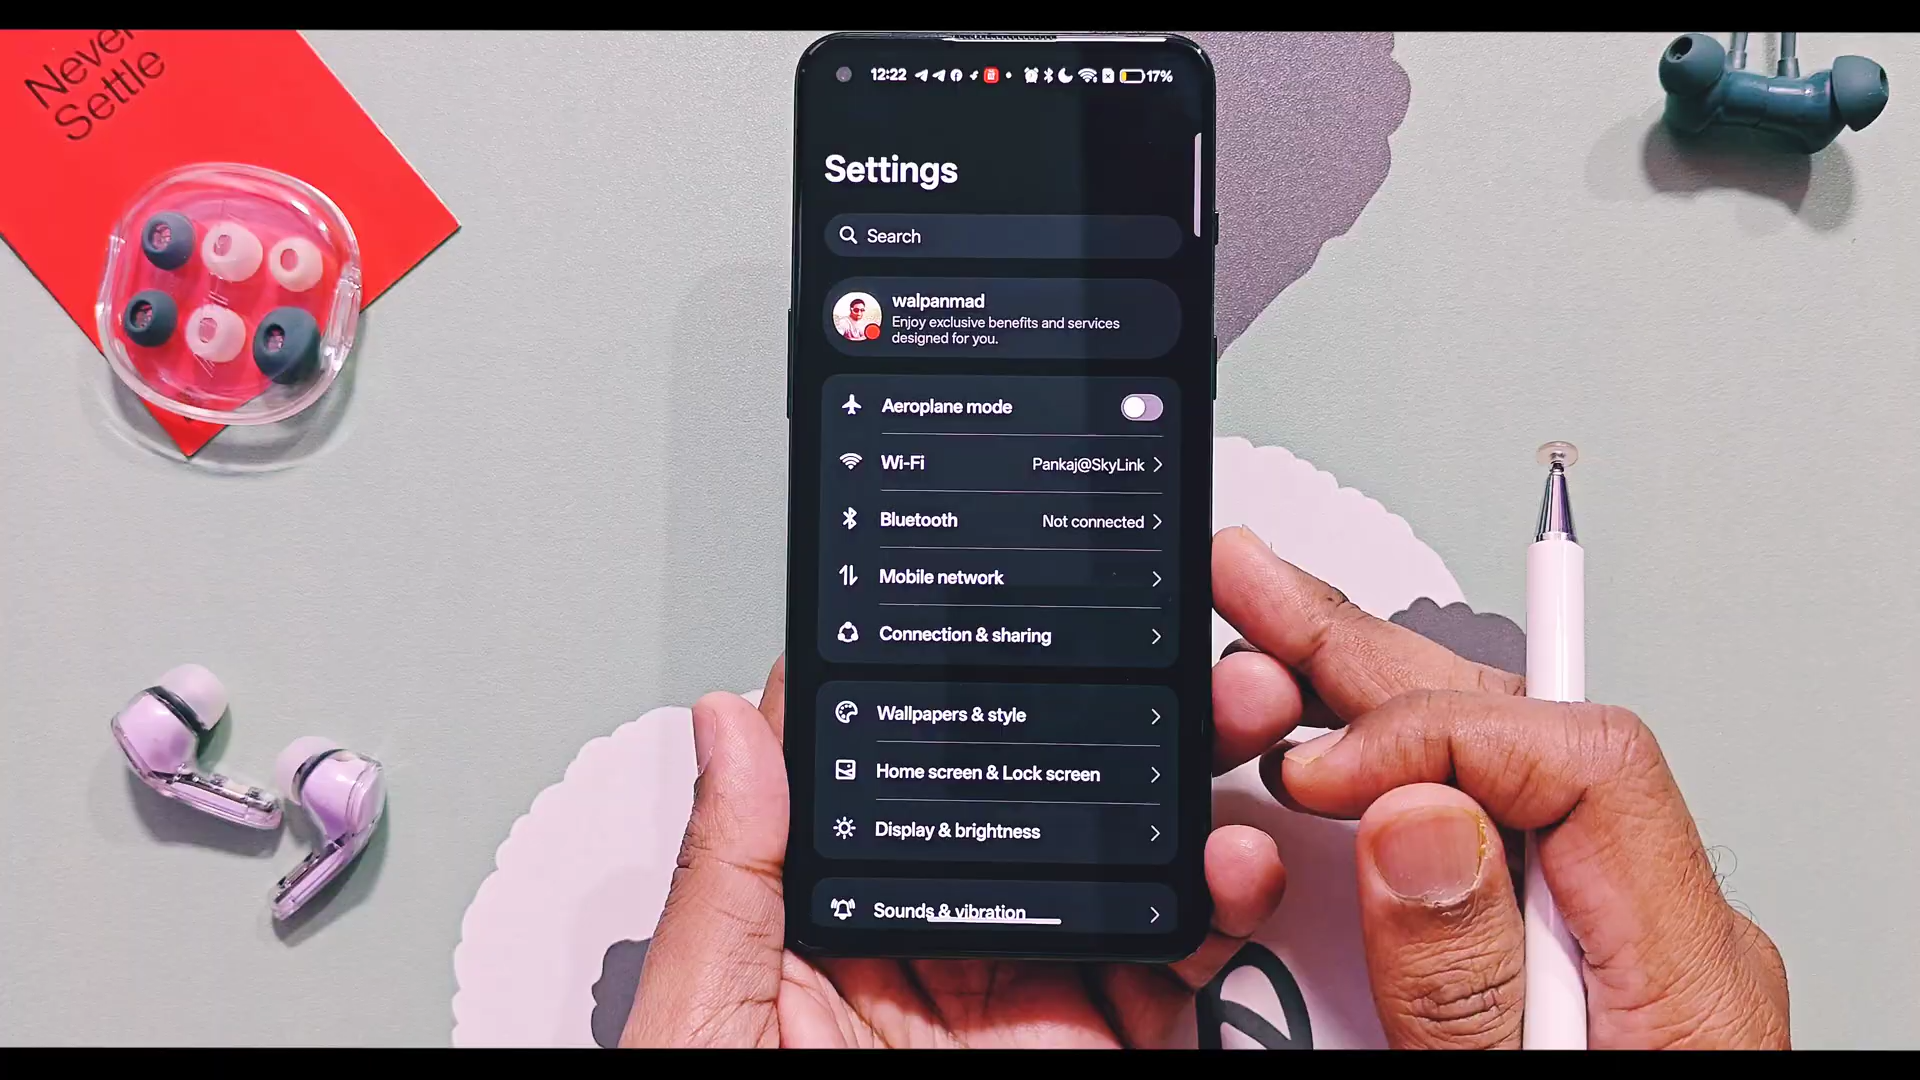 Never
Settle
12:22
17%
Settings
Search
walpanmad
Enjoy exclusive benefits and services
designed for you.
Aeroplane mode
Wi-Fi
Pankaj@SkyLink
Bluetooth
Not connected
Mobile network
Connection & sharing
Wallpapers & style
Home screen & Lock screen
Display & brightness
Sounds & vibration